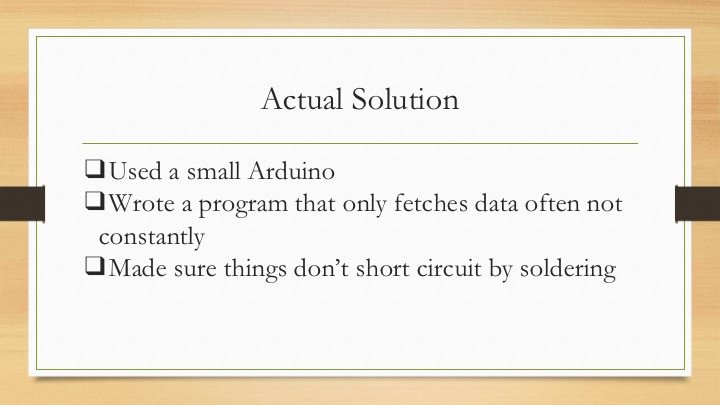 Actual Solution
❑Used a small Arduino
❑Wrote a program that only fetches data often not
constantly
❑Made sure things don’t short circuit by soldering